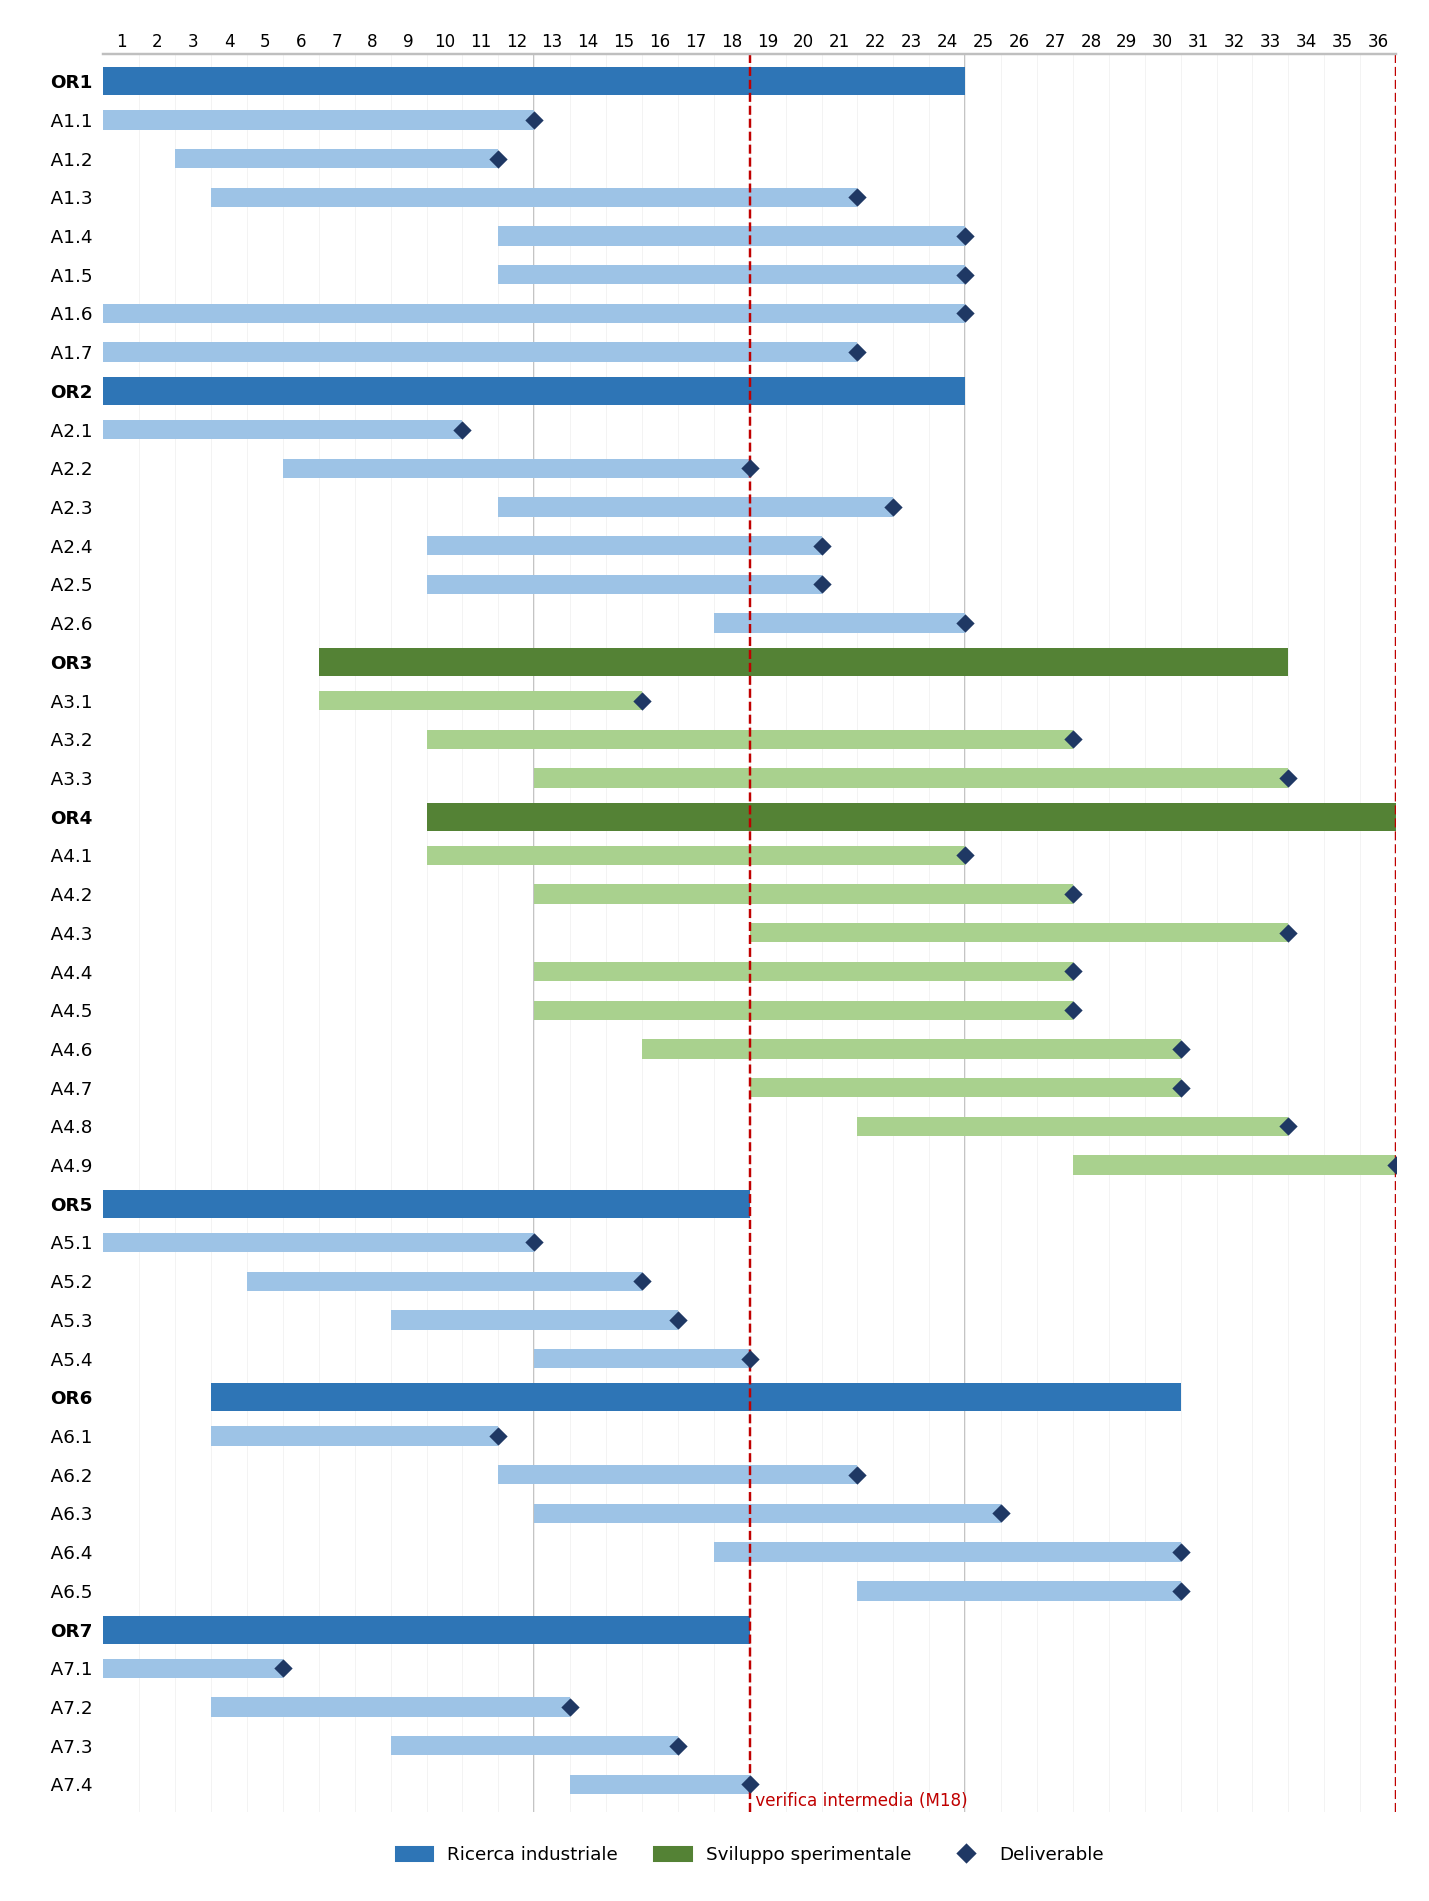 1 2 3 4 5 6 7 8 9 10 11 12 13 14 15 16 17 18 19 20 21 22 23 24 25 26 27 28 29 30 31 32 33 34 35 36
OR1
A1.1
A1.2
A1.3
A1.4
A1.5
A1.6
A1.7
OR2
A2.1
A2.2
A2.3
A2.4
A2.5
A2.6
OR3
A3.1
A3.2
A3.3
OR4
A4.1
A4.2
A4.3
A4.4
A4.5
A4.6
A4.7
A4.8
A4.9
OR5
A5.1
A5.2
A5.3
A5.4
OR6
A6.1
A6.2
A6.3
A6.4
A6.5
OR7
A7.1
A7.2
A7.3
A7.4
verifica intermedia (M18)
Ricerca industriale Sviluppo sperimentale Deliverable